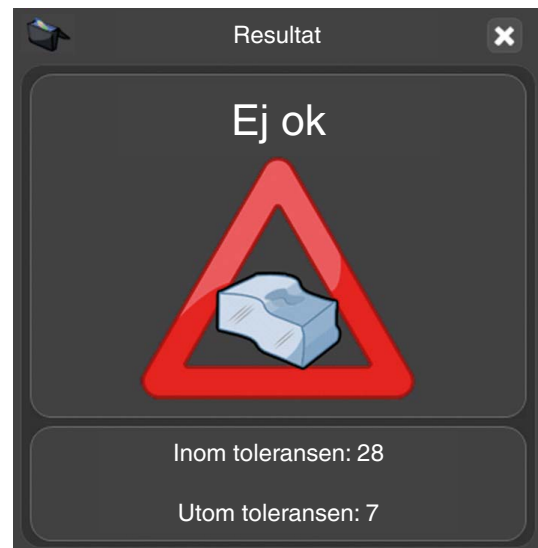 Resultat
Ej ok
Inom toleransen: 28
Utom toleransen: 7